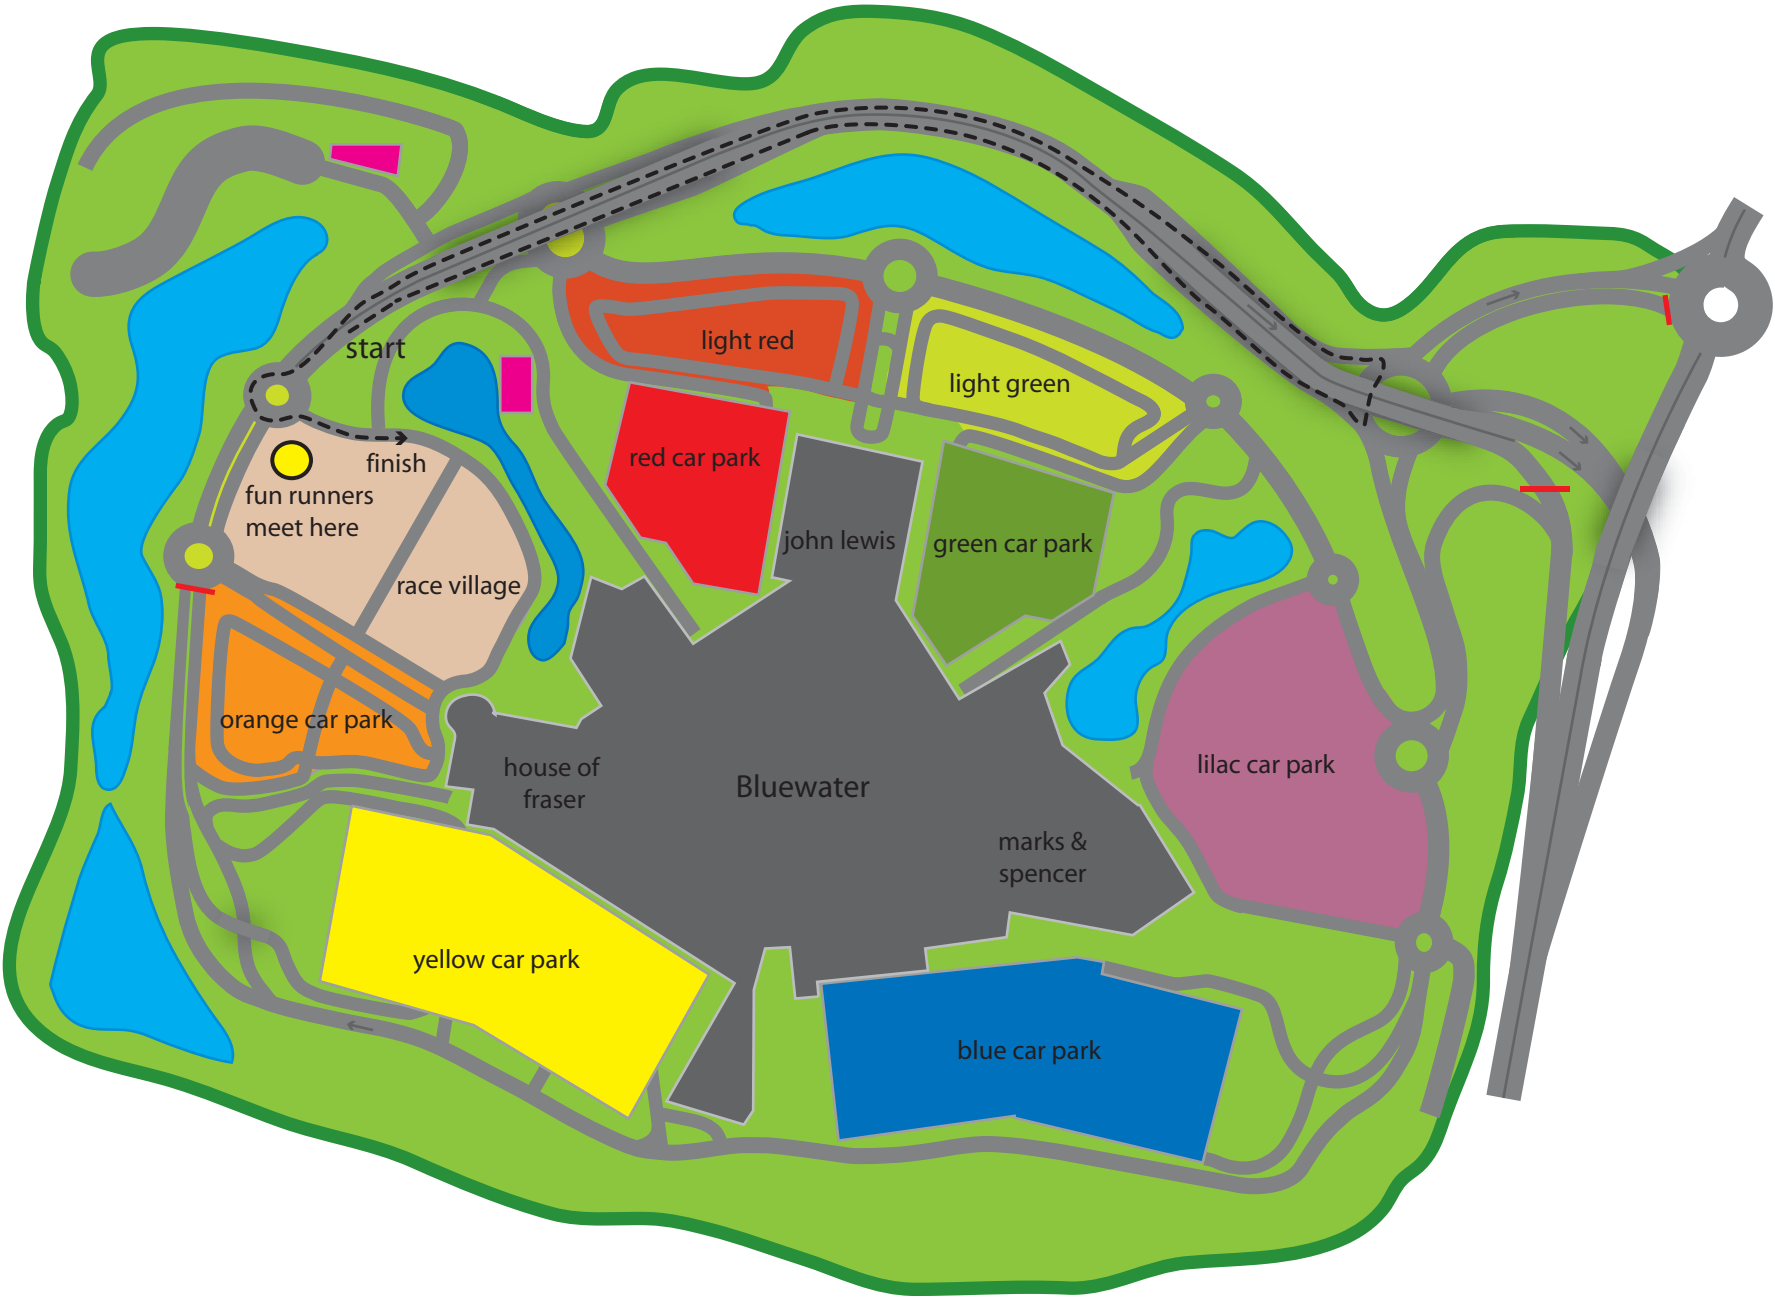 start
light red
light green
red car park
finish
fun runners
meet here
john lewis
green car park
race village
orange car park
house of
fraser
Bluewater
lilac car park
marks &
spencer
yellow car park
blue car park